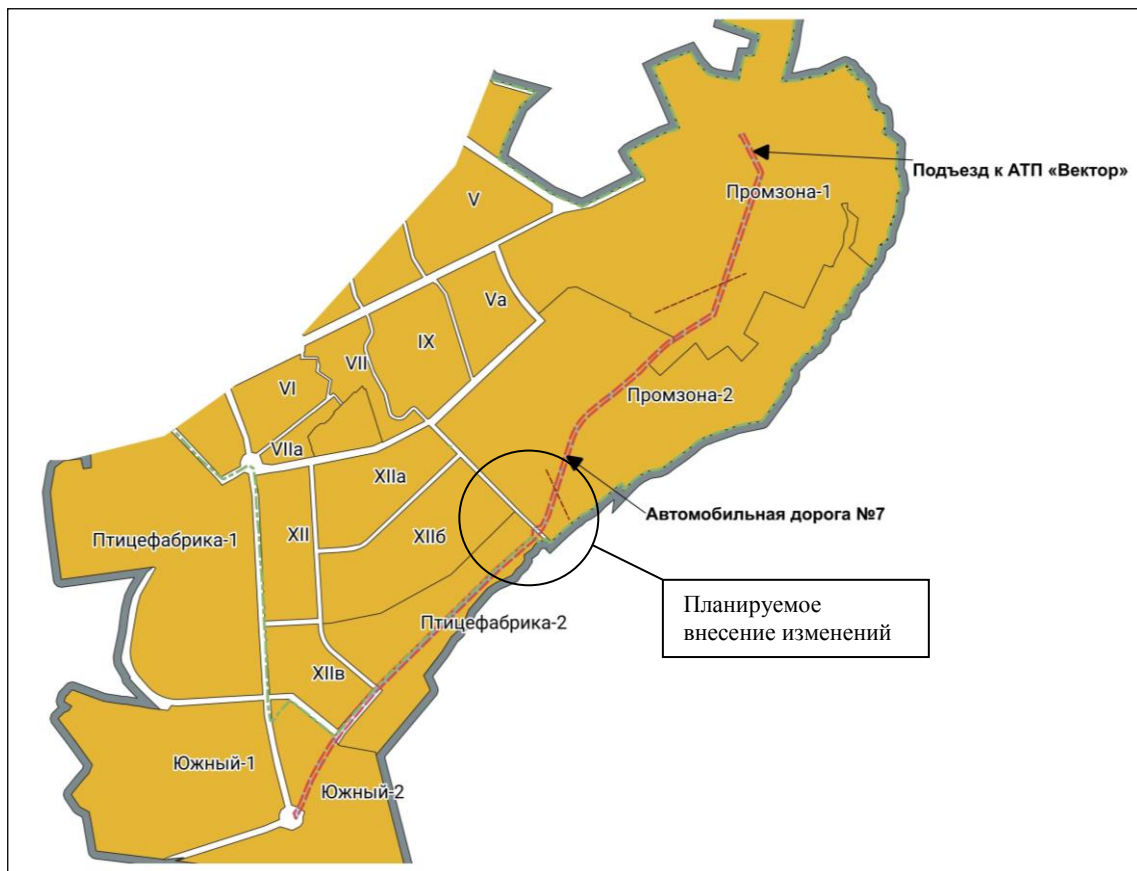 Подъезд к АТП «Вектор»
Промзона-1
V
Va
IX
VII
VI
Промзона-2
VIIa
XIIa
Автомобильная дорога №7
XII
XIIб
Птицефабрика-1
Планируемое
внесение изменений
Птицефабрика-2
XIIв
Южный-1
Южный-2